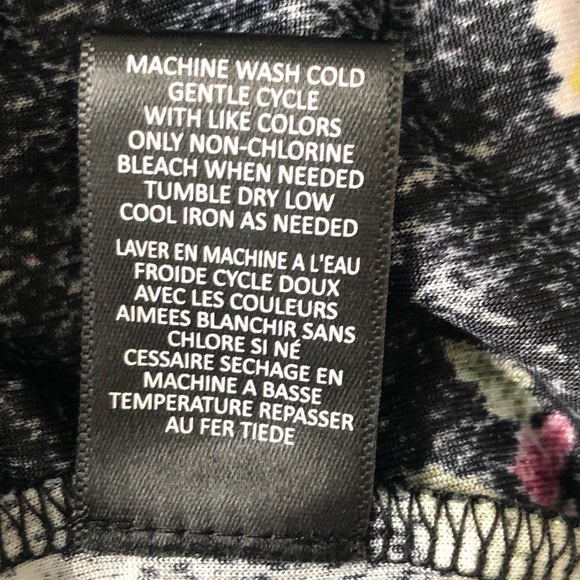 MACHINE WASH COLD
GENTLE CYCLE
WITH LIKE COLORS
ONLY NON-CHLORINE
BLEACH WHEN NEEDED
TUMBLE DRY LOW
COOL IRON AS NEEDED
LAVER EN MACHINE A L'EAU
FROIDE CYCLE DOUX
AVEC LES COULEURS
AIMEES BLANCHIR SANS
CHLORE SI NÉ
CESSAIRE SECHAGE EN
MACHINE A BASSE
TEMPERATURE REPASSER
AU FER TIEDE